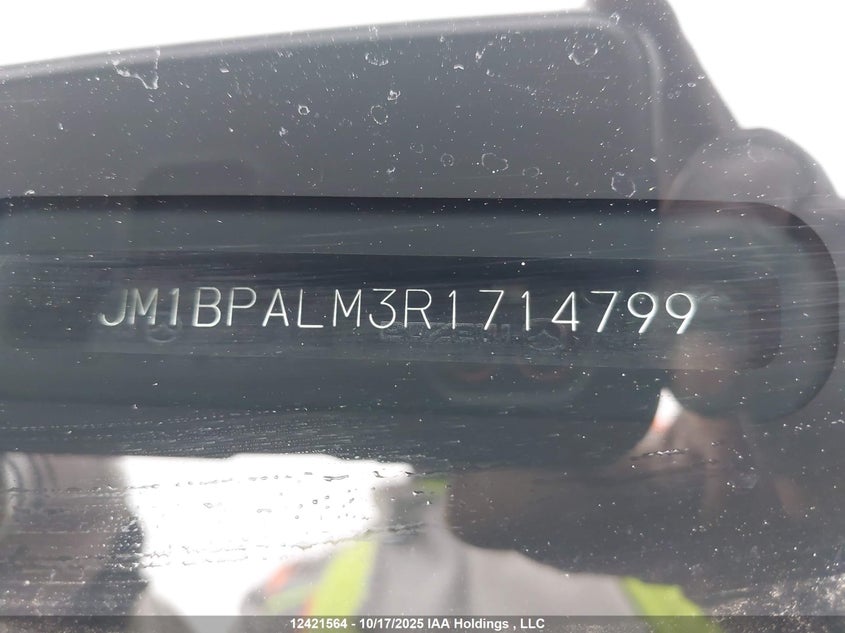 JM1BPALM3R1714799
12421564 - 10/17/2025 IAA Holdings , LLC